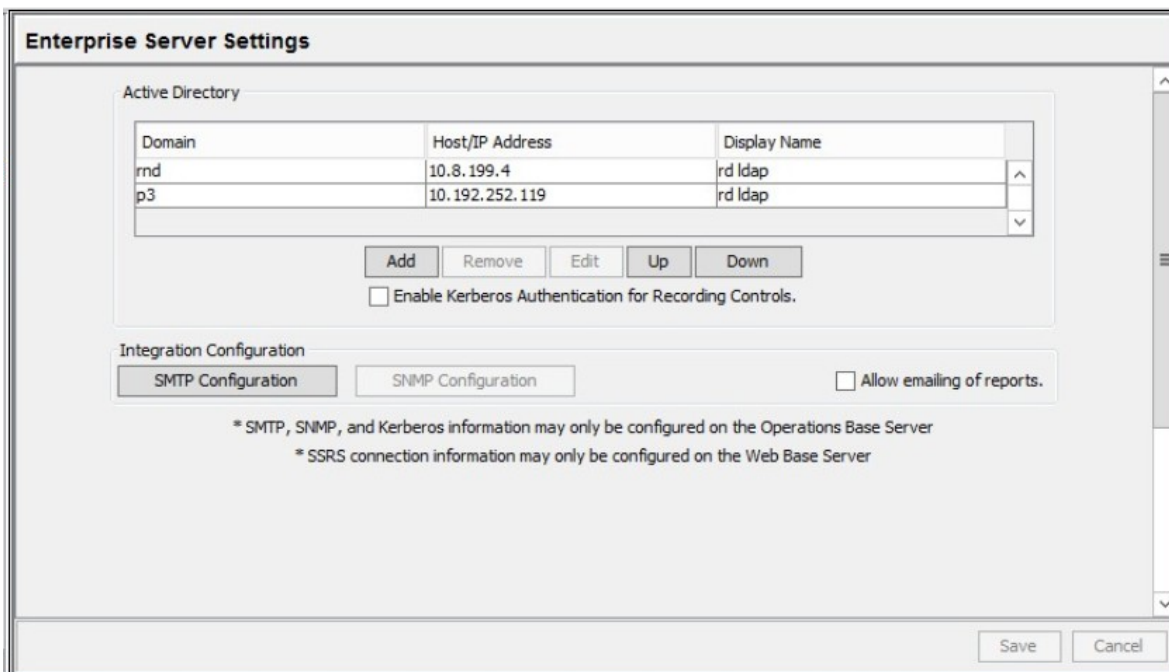 Enterprise Server Settings
Active Directory
Domain Host/IP Address Display Name
rnd 10.8.199.4 rd ldap
p3 10.192.252.119 rd ldap
Add Remove Edit Up Down
Enable Kerberos Authentication for Recording Controls.
Integration Configuration
SMTP Configuration SNMP Configuration Allow emailing of reports.
* SMTP, SNMP, and Kerberos information may only be configured on the Operations Base Server
* SSRS connection information may only be configured on the Web Base Server
Save Cancel